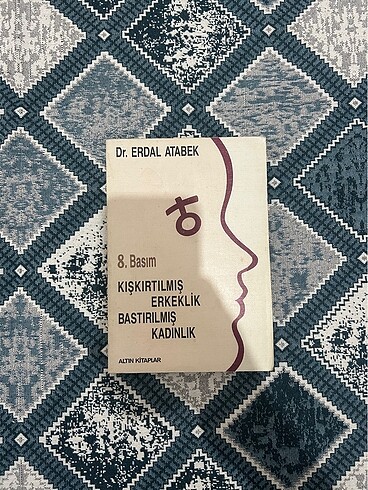 Dr. ERDAL ATABEK
8. Basım
KIŞKIRTILMIŞ
ERKEKLİK
BASTIRILMIŞ
KADINLIK
ALTIN KİTAPLAR